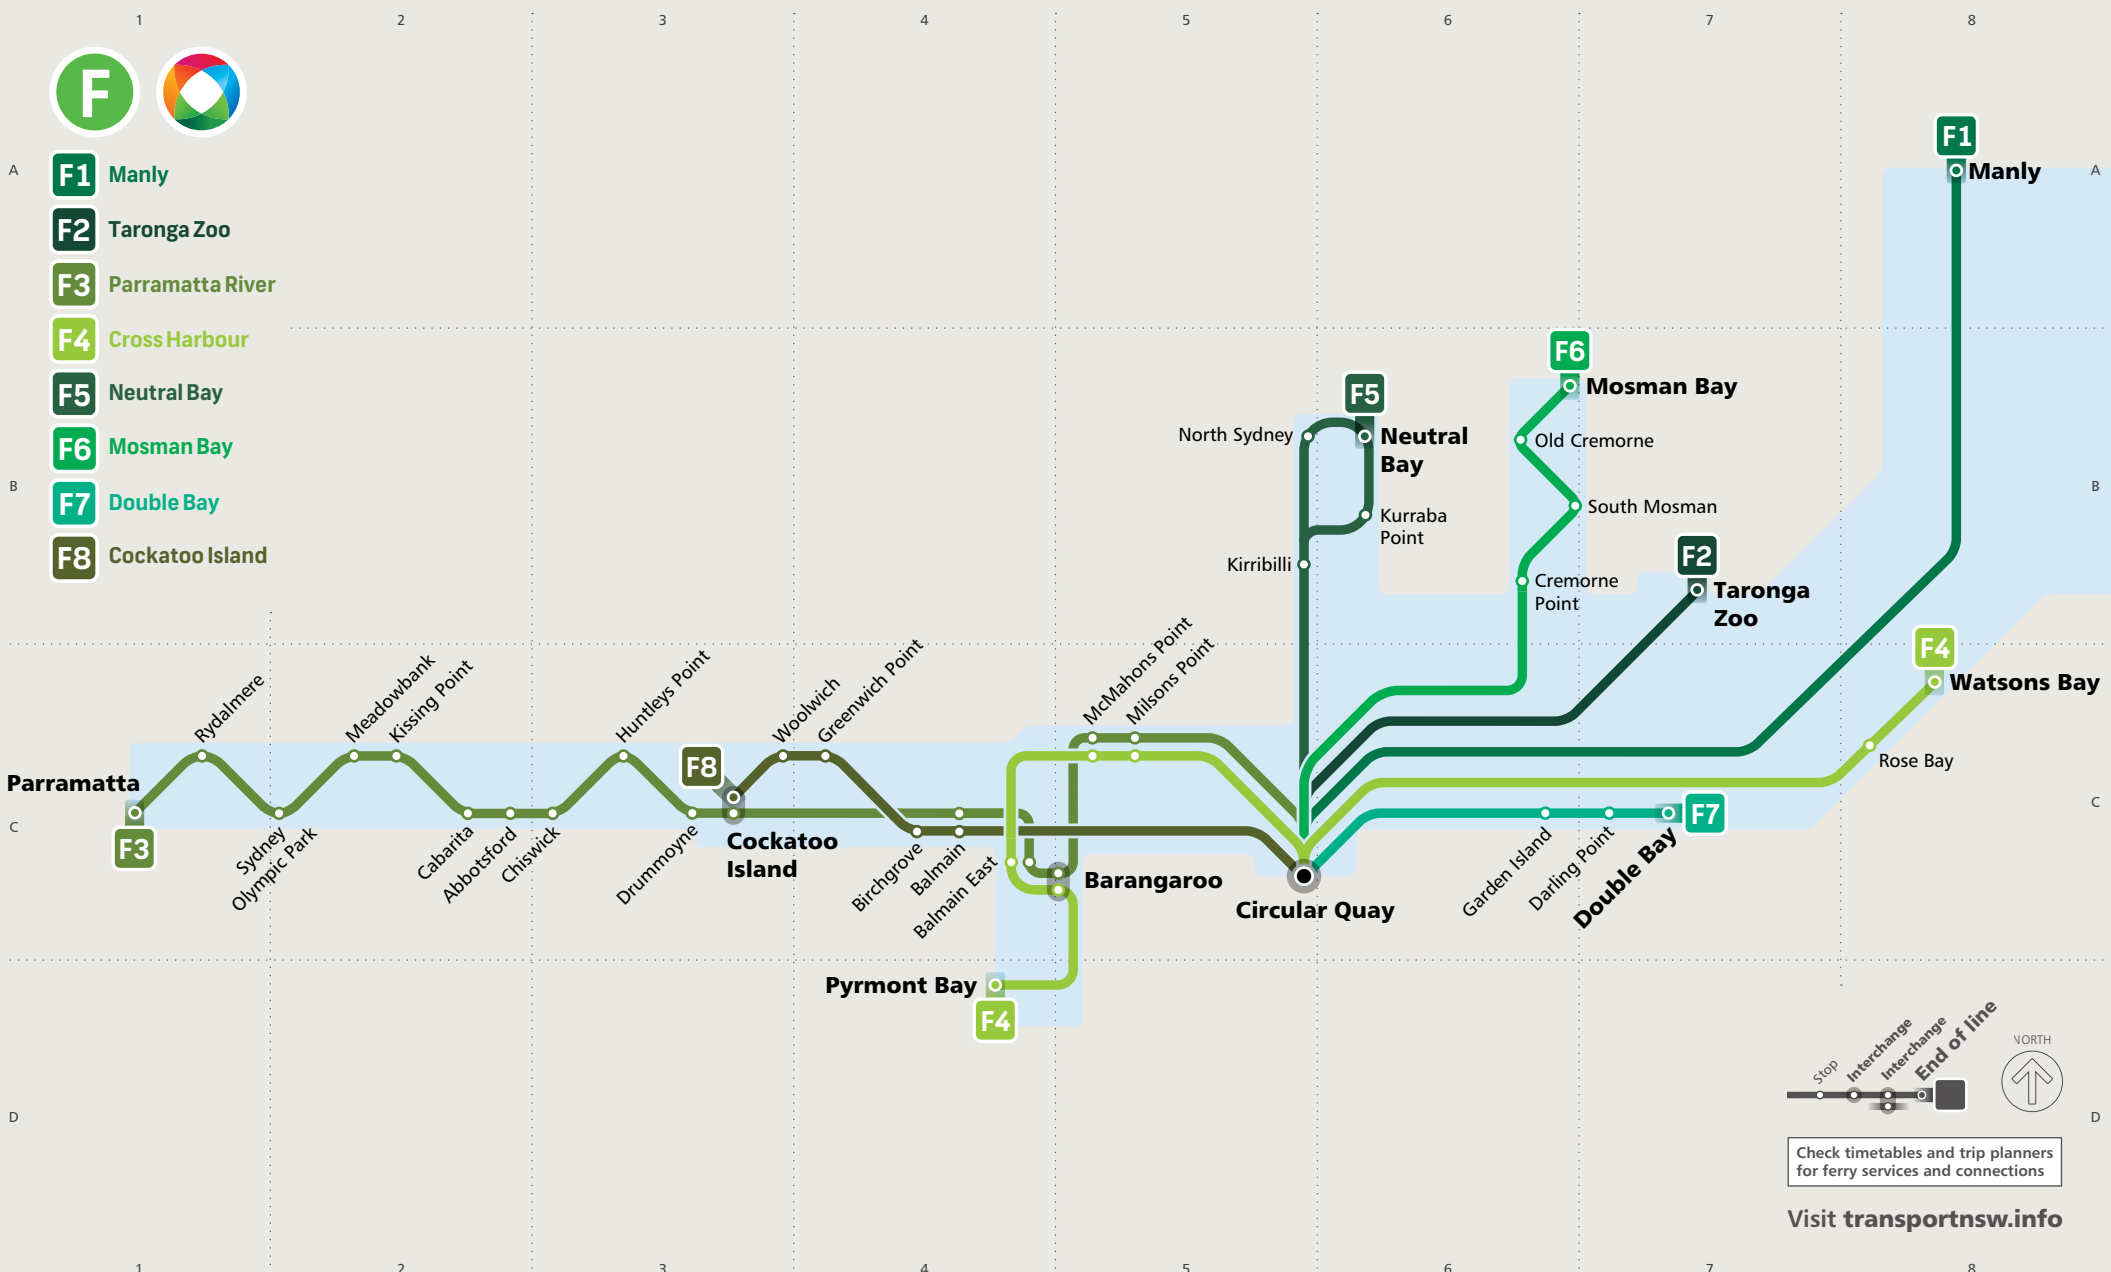 1 2 3 4 5 6 7 8
F
A
F1 Manly
F2 Taronga Zoo
F3 Parramatta River
F4 Cross Harbour
F5 Neutral Bay
F6 Mosman Bay
F7 Double Bay
F8 Cockatoo Island
F1
Manly
A
F6
Mosman Bay
Old Cremorne
South Mosman
Cremorne
Point
F5
North Sydney
Neutral
Bay
Kurraba
Point
Kirribilli
B
B
F2
Taronga
Zoo
F4
Watsons Bay
Rose Bay
Parramatta
F3
C
Rydalmere
Sydney
Olympic Park
Meadowbank
Kissing Point
Cabarita
Abbotsford
Chiswick
Huntleys Point
Drummoyne
F8
Cockatoo
Island
Woolwich
Greenwich Point
Birchgrove
Balmain
Balmain East
McMahons Point
Milsons Point
Barangaroo
Circular Quay
Garden Island
Darling Point
Double Bay
F7
C
Pyrmont Bay
F4
D
D
Stop
Interchange
Interchange
End of line
NORTH
Check timetables and trip planners
for ferry services and connections
Visit transportnsw.info
1 2 3 4 5 6 7 8